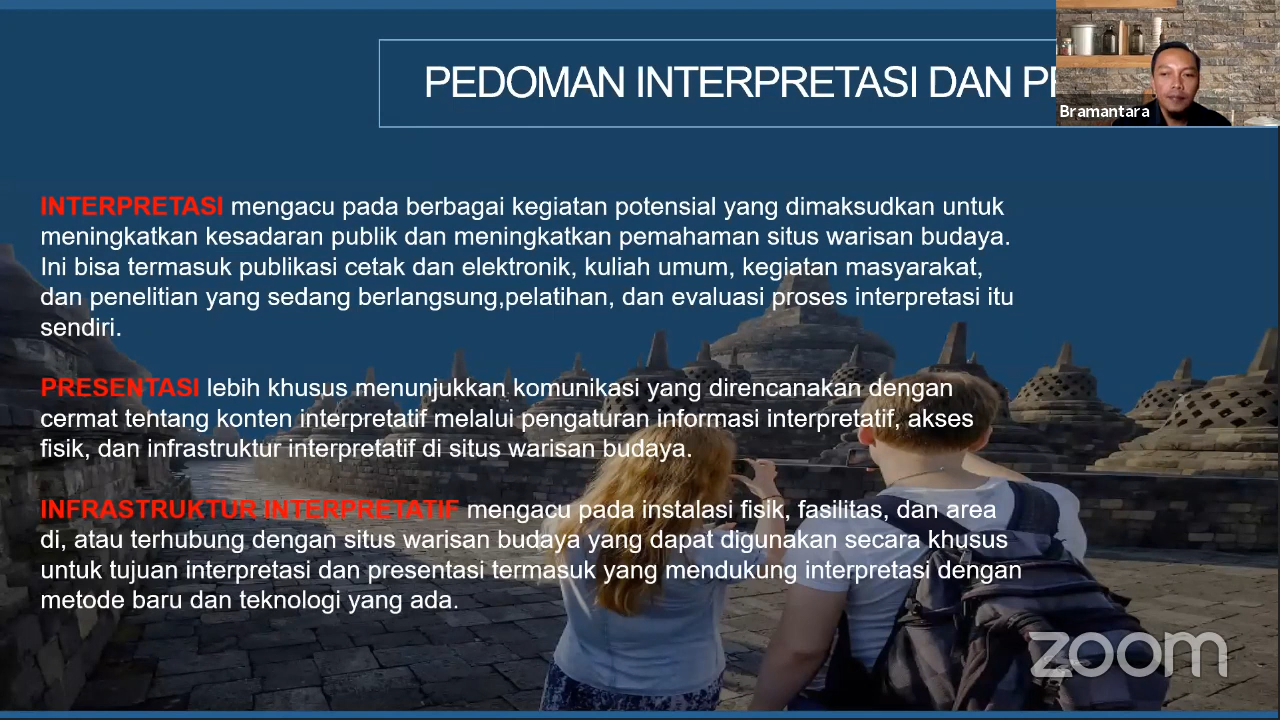 PEDOMAN INTERPRETASI DAN
Bramantara
INTERPRETASI mengacu pada berbagai kegiatan potensial yang dimaksudkan untuk
meningkatkan kesadaran publik dan meningkatkan pemahaman situs warisan budaya.
Ini bisa termasuk publikasi cetak dan elektronik, kuliah umum, kegiatan masyarakat,
dan penelitian yang sedang berlangsung,pelatihan, dan evaluasi proses interpretasi itu
sendiri.
PRESENTASI lebih khusus menunjukkan komunikasi yang direncanakan dengan
cermat tentang konten interpretatif melalui pengaturan informasi interpretatif, akses
fisik, dan infrastruktur interpretatif di situs warisan budaya.
INFRASTRUKTUR INTERPRETATIF mengacu pada instalasi fisik, fasilitas, dan area
di, atau terhubung dengan situs warisan budaya yang dapat digunakan secara khusus
untuk tujuan interpretasi dan presentasi termasuk yang mendukung interpretasi dengan
metode baru dan teknologi yang ada.
zoom